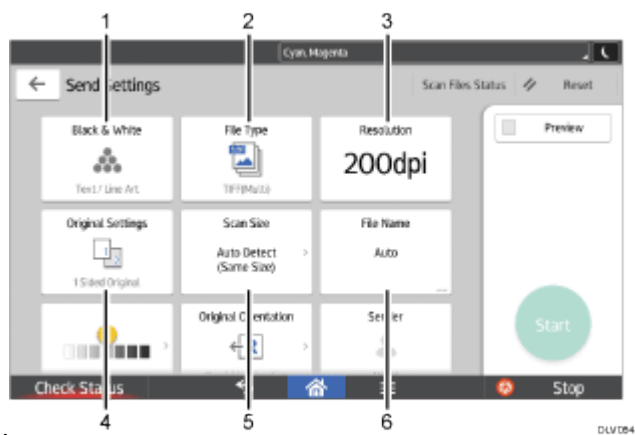 1 2 3
Cyan, Magenta
Send Settings
Scan Files Status
Reset
Black & White
Text / Line Art
File Type
TIFF(Multi)
Resolution
200dpi
Preview
Original Settings
1 Sided Original
Scan Size
Auto Detect
(Same Size)
File Name
Auto
Original Orientation
Sender
Start
Check Status
Stop
4 5 6
DLV084